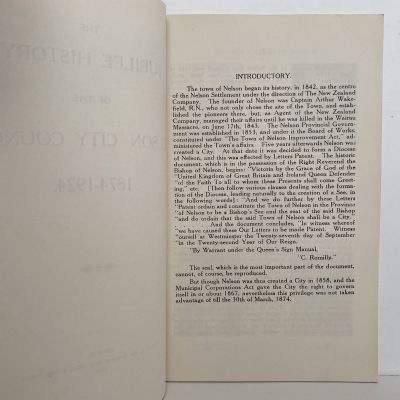 INTRODUCTORY.
The town of Nelson began its history, in 1842, as the centre
of the Nelson Settlement under the direction of The New Zealand
Company. The founder of Nelson was Captain Arthur Wake-
field, R.N., who not only chose the site of the Town, and estab-
lished the pioneers there, but, as Agent of the New Zealand
Company, managed their affairs until he was killed in the Wairau
Massacre, on June 17th, 1843. The Nelson Provincial Govern-
ment was established in 1853, and under it the Board of Works,
constituted under "The Nelson Improvement Act," ad-
ministered the Town's affairs. Five years afterwards Nelson was
created a City. At that date it was decided to form a Diocese
of Nelson, and this was effected by Letters Patent. The historic
document, which is in the possession of the Right Reverend the
Bishop of Nelson, begins: "Victoria by the Grace of God of the
"United Kingdom of Great Britain and Ireland Queen Defender
"of the Faith To all to whom these Presents shall come Greet-
ing," etc. [Then follow various clauses dealing with the forma-
tion of the Diocese, leading naturally to the creation of a See, in
the following words]: "And we do further by these Letters
"Patent ordain and constitute the Town of Nelson in the Province
"of Nelson to be a Bishop's See and the seat of the said Bishop
"and do ordain that the said Town of Nelson shall be a City."
And the document concludes, "In witness whereof
"we have caused these Our Letters to be made Patent. Witness
"ourself at Westminster the twenty-seventh day of September
"in the Twenty-second Year of Our Reign.
"By Warrant under the Queen's Sign Manual,
"C. Romilly."
The seal, which is the most important part of the document,
cannot, of course, be reproduced.
But though Nelson was thus created a City in 1858, and the
Municipal Corporations Act gave the City the right to govern
itself in or about 1867, nevertheless this privilege was not taken
advantage of till the 30th of March, 1874.